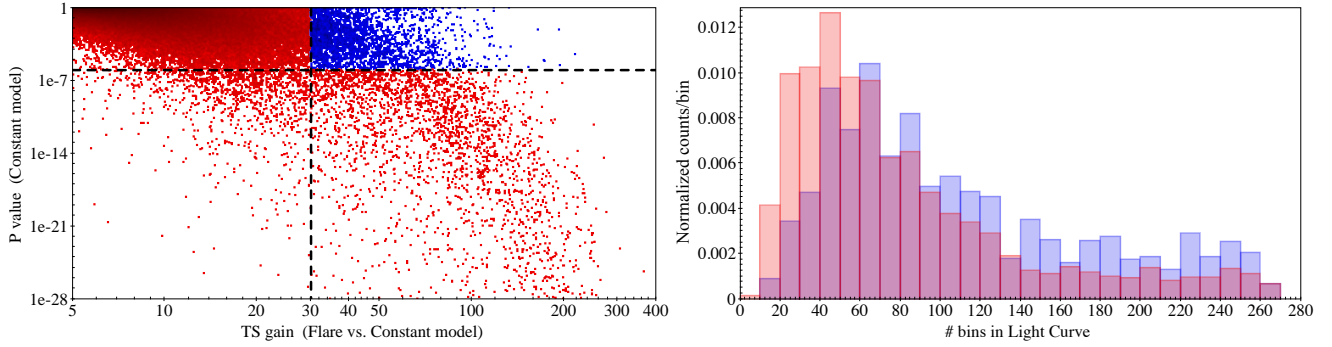 1
1e-7
1e-14
1e-21
1e-28
P value (Constant model)
5 10 20 30 40 50 100 200 300 400
TS gain (Flare vs. Constant model)
0.012
0.010
0.008
0.006
0.004
0.002
0
Normalized counts/bin
0 20 40 60 80 100 120 140 160 180 200 220 240 260 280
# bins in Light Curve